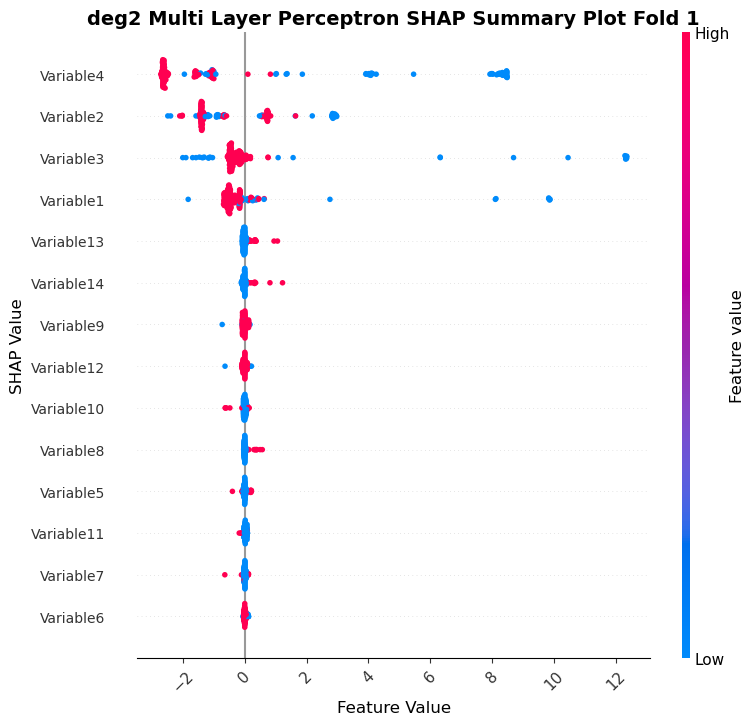 deg2 Multi Layer Perceptron SHAP Summary Plot Fold 1
High
Variable4
Variable2
Variable3
Variable1
Variable13
Variable14
Variable9
Variable12
Variable10
Variable8
Variable5
Variable11
Variable7
Variable6
SHAP Value
Feature value
Low
−2 0 2 4 6 8 10 12
Feature Value